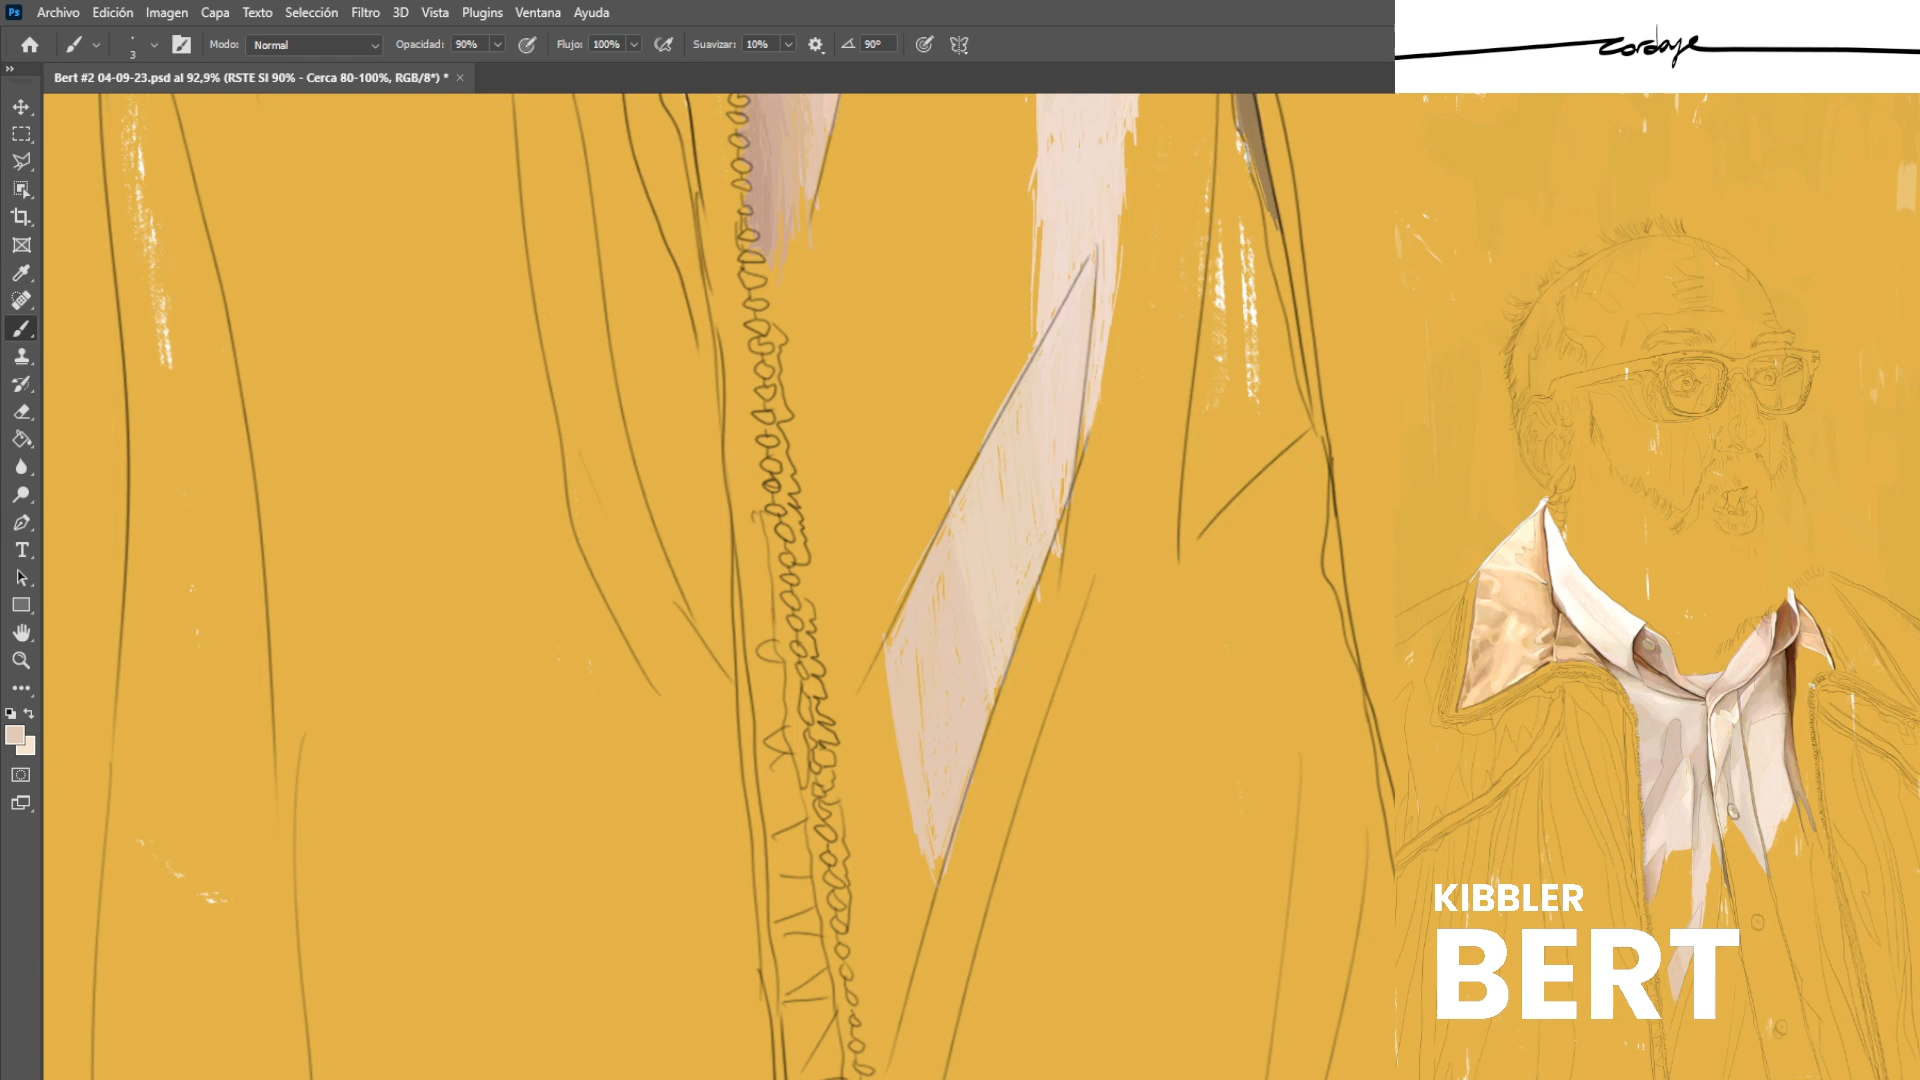 Ps Archivo Edición Imagen Capa Texto Selección Filtro 3D Vista Plugins Ventana Ayuda
3 Modo: Normal Opacidad: 90% Flujo: 100% Suavizar: 10% 90°
Bert #2 04-09-23.psd al 92,9% (RSTE SI 90% - Cerca 80-100%, RGB/8*) *
KIBBLER
BERT